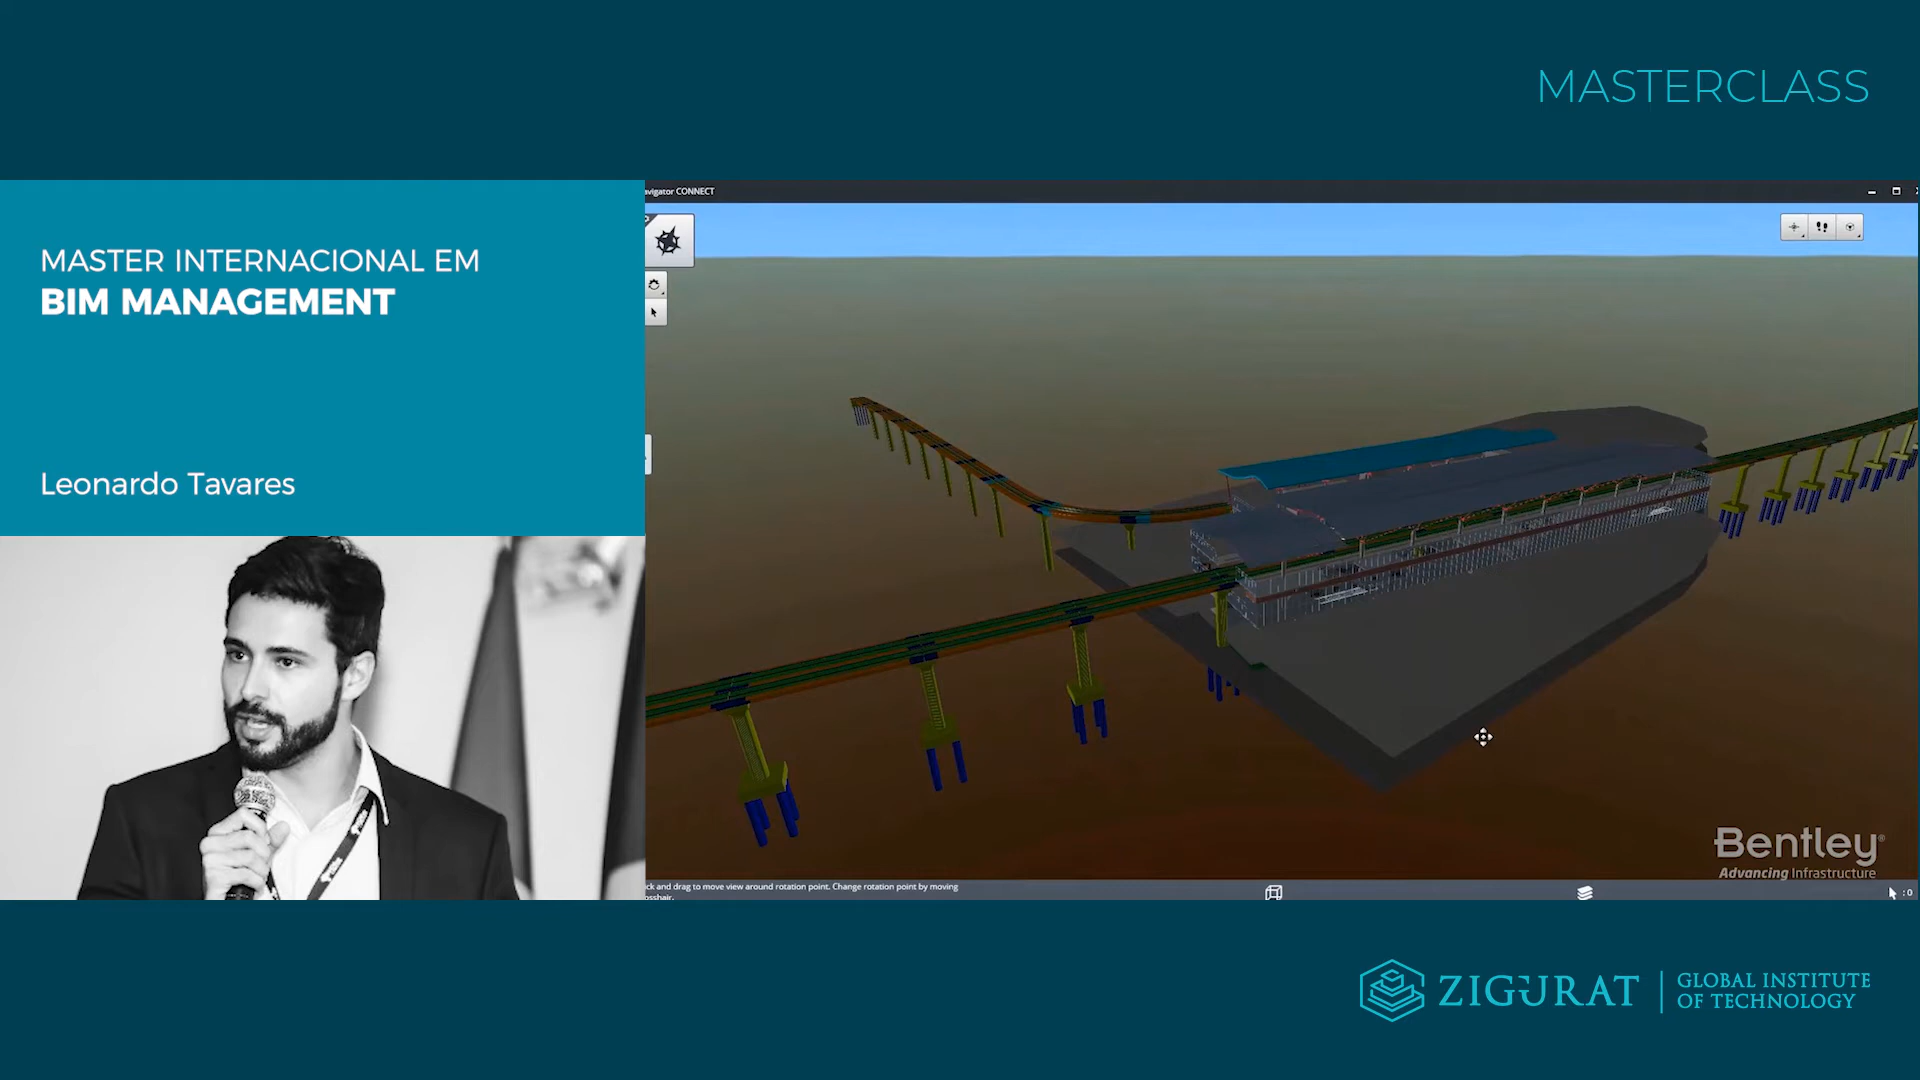 MASTERCLASS
MASTER INTERNACIONAL EM
BIM MANAGEMENT
Leonardo Tavares
avigator CONNECT
Bentley®
Advancing Infrastructure
ck and drag to move view around rotation point. Change rotation point by moving
osshair.
: 0
ZIGURAT
GLOBAL INSTITUTE
OF TECHNOLOGY